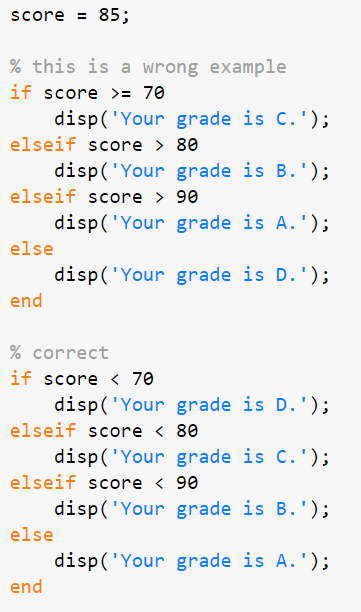 score = 85;

% this is a wrong example
if score >= 70
    disp('Your grade is C.');
elseif score > 80
    disp('Your grade is B.');
elseif score > 90
    disp('Your grade is A.');
else
    disp('Your grade is D.');
end

% correct
if score < 70
    disp('Your grade is D.');
elseif score < 80
    disp('Your grade is C.');
elseif score < 90
    disp('Your grade is B.');
else
    disp('Your grade is A.');
end